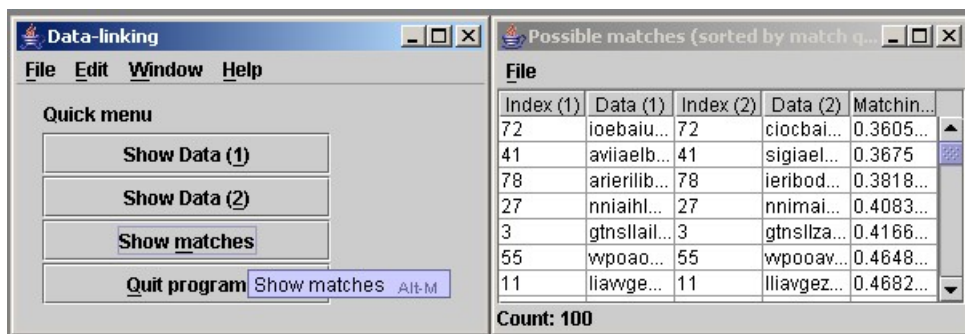 Data-linking
File Edit Window Help
Quick menu
Show Data (1)
Show Data (2)
Show matches
Quit program
Show matches Alt-M
Possible matches (sorted by match q...
File
Index (1) Data (1) Index (2) Data (2) Matchin...
72 ioebaiu... 72 ciocbai... 0.3605...
41 aviiaelb... 41 sigiael... 0.3675
78 arierilib... 78 ieribod... 0.3818...
27 nniaihl... 27 nnimai... 0.4083...
3 gtnsllail... 3 gtnsllza... 0.4166...
55 vvpoao... 55 vvpooav... 0.4648...
11 liavvge... 11 lliavgez... 0.4682...
Count: 100